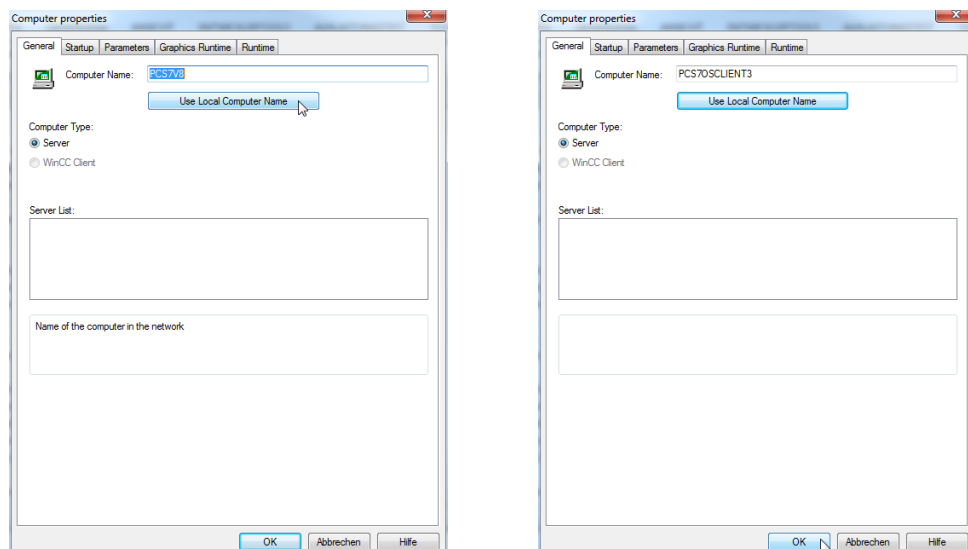 Computer properties
General Startup Parameters Graphics Runtime Runtime
Computer Name: PCS7V8
Use Local Computer Name
Computer Type:
Server
WinCC Client
Server List:
Name of the computer in the network
OK Abbrechen Hilfe
Computer properties
General Startup Parameters Graphics Runtime Runtime
Computer Name: PCS7OSCLIENT3
Use Local Computer Name
Computer Type:
Server
WinCC Client
Server List:
OK Abbrechen Hilfe